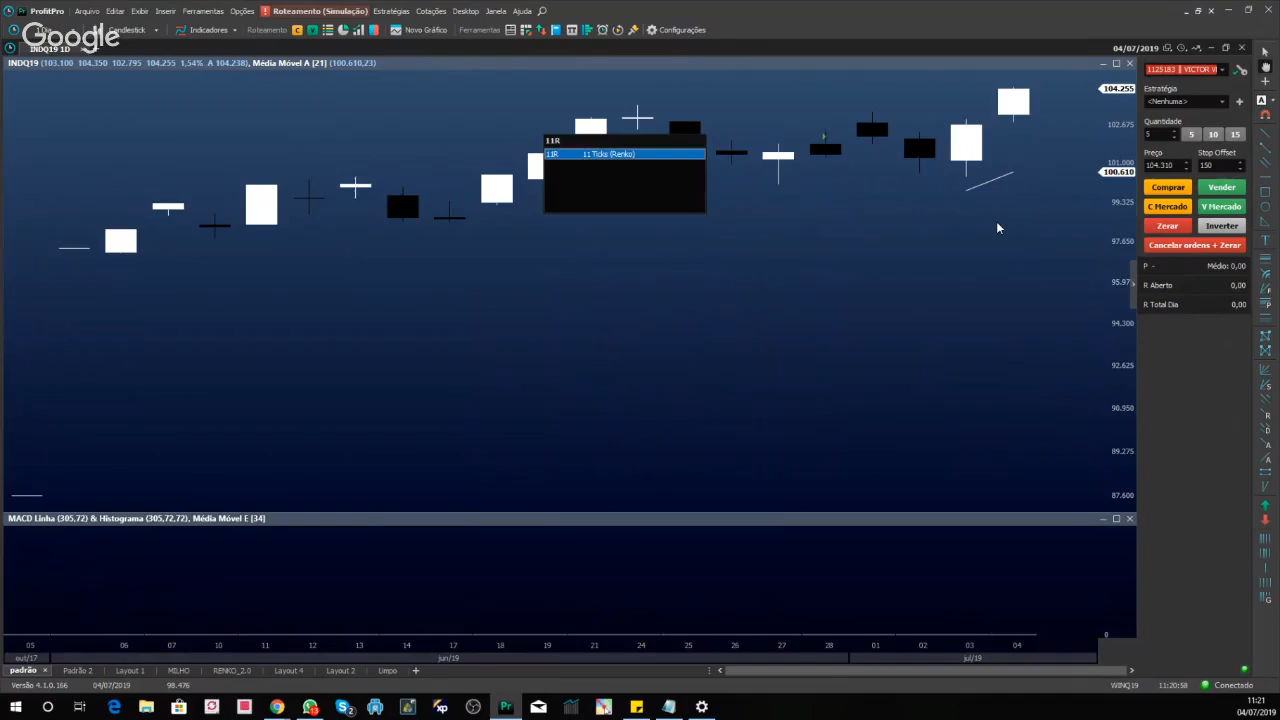 ProfitPro
Arquivo
Editar
Exibir
Inserir
Ferramentas
Opções
Roteamento (Simulação)
Estratégias
Cotações
Desktop
Janela
Ajuda
Google
Candlestick
Indicadores
Roteamento
Novo Gráfico
Ferramentas
Configurações
INDQ19 1D
04/07/2019
INDQ19 (103.100 104.350 102.795 104.255 1,54% A 104.238), Média Móvel A [21] (100.610,23)
11R
11R 11 Ticks (Renko)
104.255
102.675
101.000
100.610
99.325
97.650
95.97
94.300
92.625
90.950
89.275
87.600
Estratégia
<Nenhuma>
Quantidade
5
5
10
15
Preço
Stop Offset
104.310
150
Comprar
Vender
C Mercado
V Mercado
Zerar
Inverter
Cancelar ordens + Zerar
P -
Médio: 0,00
R Aberto
0,00
R Total Dia
0,00
MACD Linha (305,72) & Histograma (305,72,72), Média Móvel E [34]
0
05 06 07 10 11 12 13 14 17 18 19 21 24 25 26 27 28 01 02 03 04
out/17
jun/19
jul/19
padrão
Padrão 2
Layout 1
MILHO
RENKO_2.0
Layout 4
Layout 2
Limpo
Versão 4.1.0.166
04/07/2019
98.476
WINQ19
11:20:58
Conectado
11:21
04/07/2019